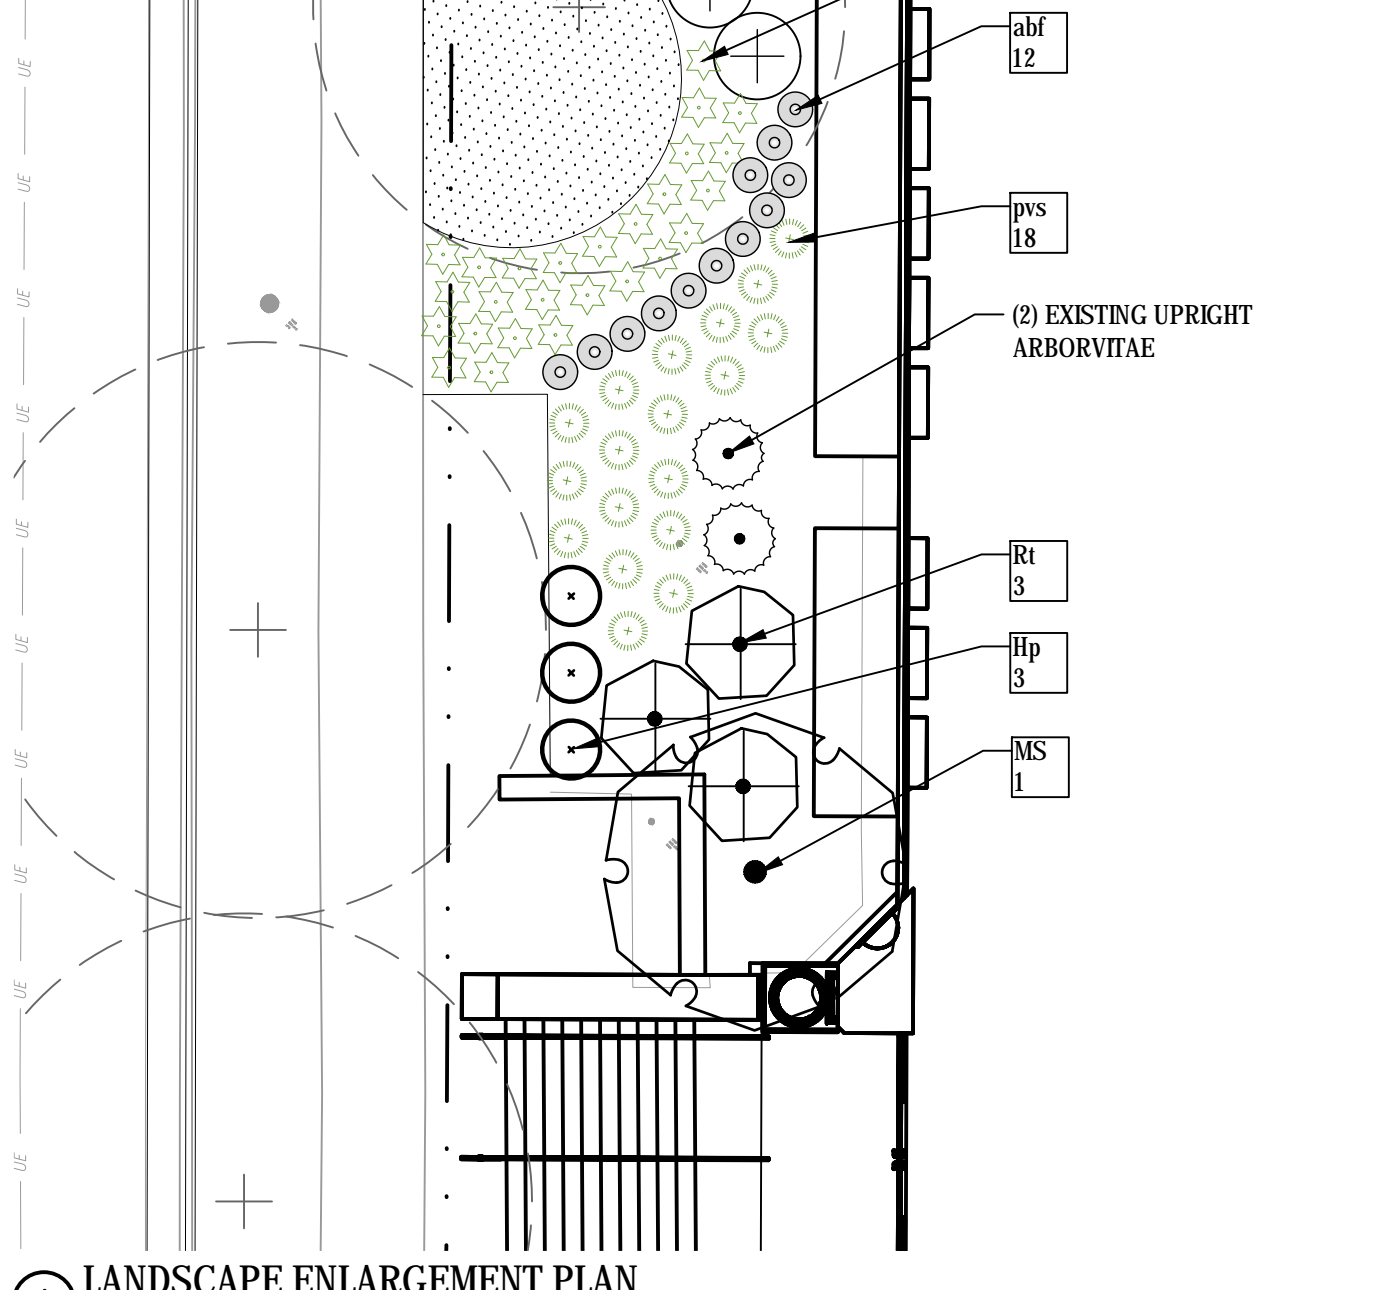 abf
12
pvs
18
(2) EXISTING UPRIGHT
ARBORVITAE
Rt
3
Hp
3
MS
1
UE
UE
UE
UE
UE
UE
UE
UE
UE
UE
LANDSCAPE ENLARGEMENT PLAN